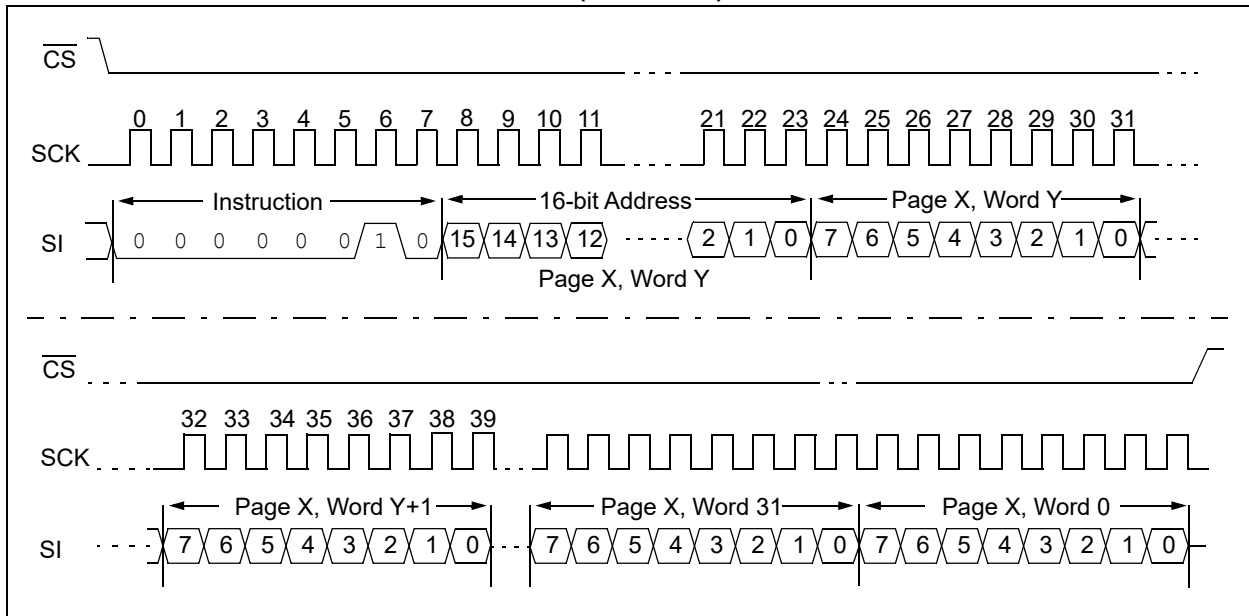 CS
0 1 2 3 4 5 6 7 8 9 10 11 21 22 23 24 25 26 27 28 29 30 31
SCK
Instruction 16-bit Address Page X, Word Y
SI 0 0 0 0 0 0 1 0 15 14 13 12 2 1 0 7 6 5 4 3 2 1 0
Page X, Word Y
CS
32 33 34 35 36 37 38 39
SCK
Page X, Word Y+1 Page X, Word 31 Page X, Word 0
SI 7 6 5 4 3 2 1 0 7 6 5 4 3 2 1 0 7 6 5 4 3 2 1 0